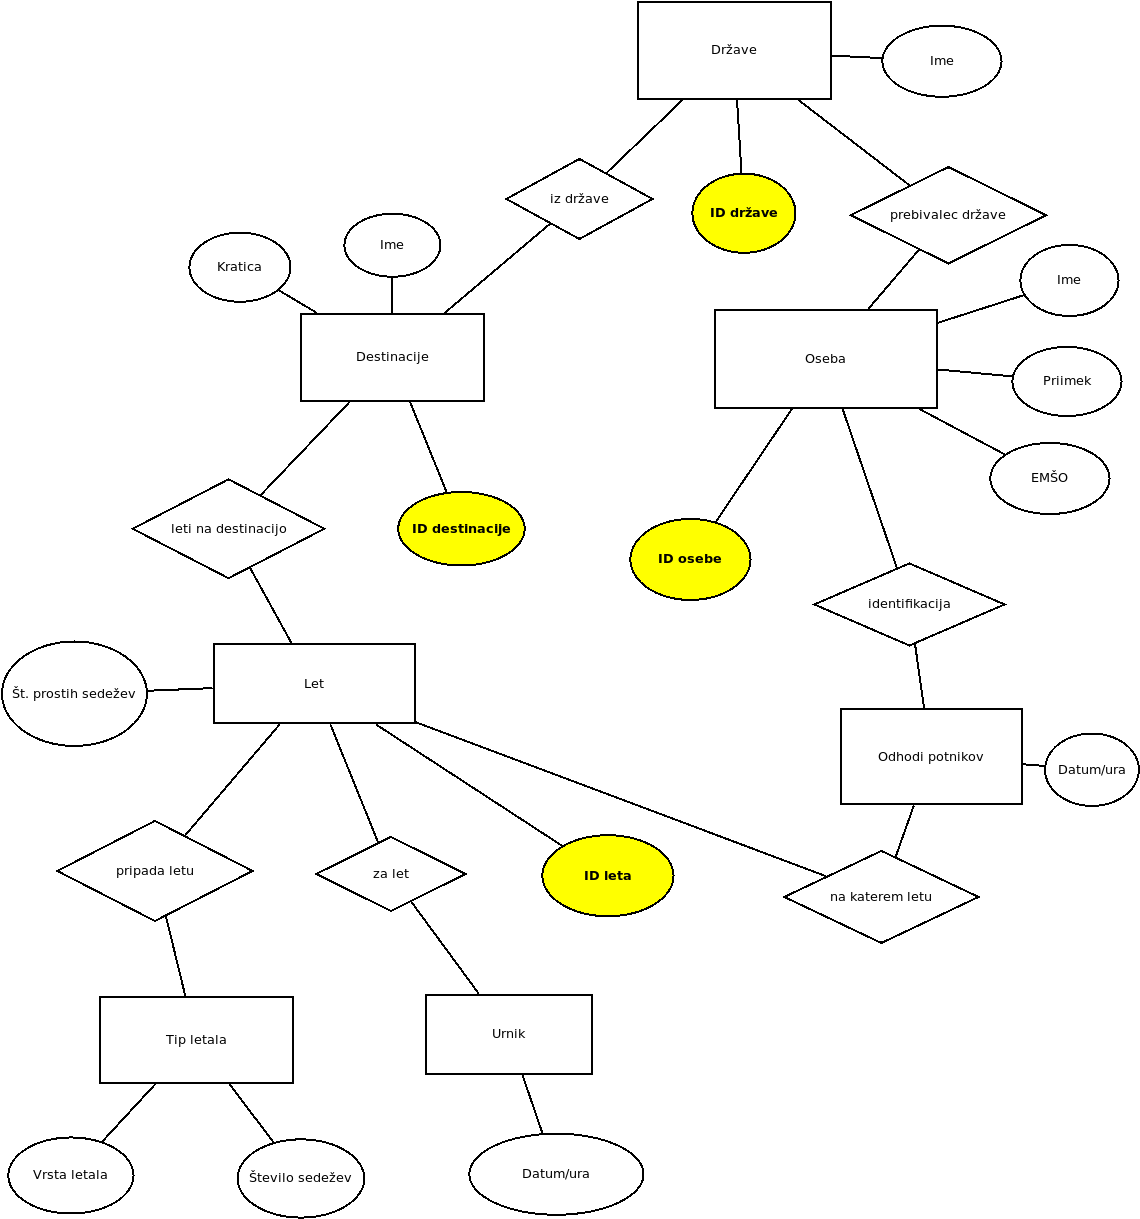 Države
Ime
iz države
ID države
prebivalec države
Kratica
Ime
Ime
Destinacije
Oseba
Priimek
EMŠO
leti na destinacijo
ID destinacije
ID osebe
identifikacija
Št. prostih sedežev
Let
Odhodi potnikov
Datum/ura
pripada letu
za let
ID leta
na katerem letu
Tip letala
Urnik
Vrsta letala
Število sedežev
Datum/ura